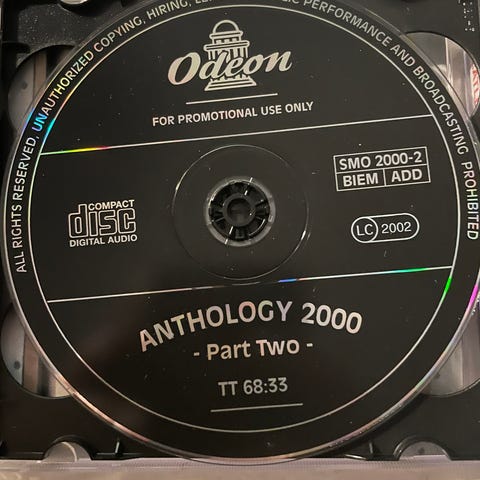 Odeon
FOR PROMOTIONAL USE ONLY
SMO 2000-2
BIEM ADD
COMPACT
disc
DIGITAL AUDIO
LC 2002
ANTHOLOGY 2000
- Part Two -
TT 68:33
ALL RIGHTS RESERVED, UNAUTHORIZED COPYING, HIRING,
PERFORMANCE AND BROADCASTING PROHIBITED